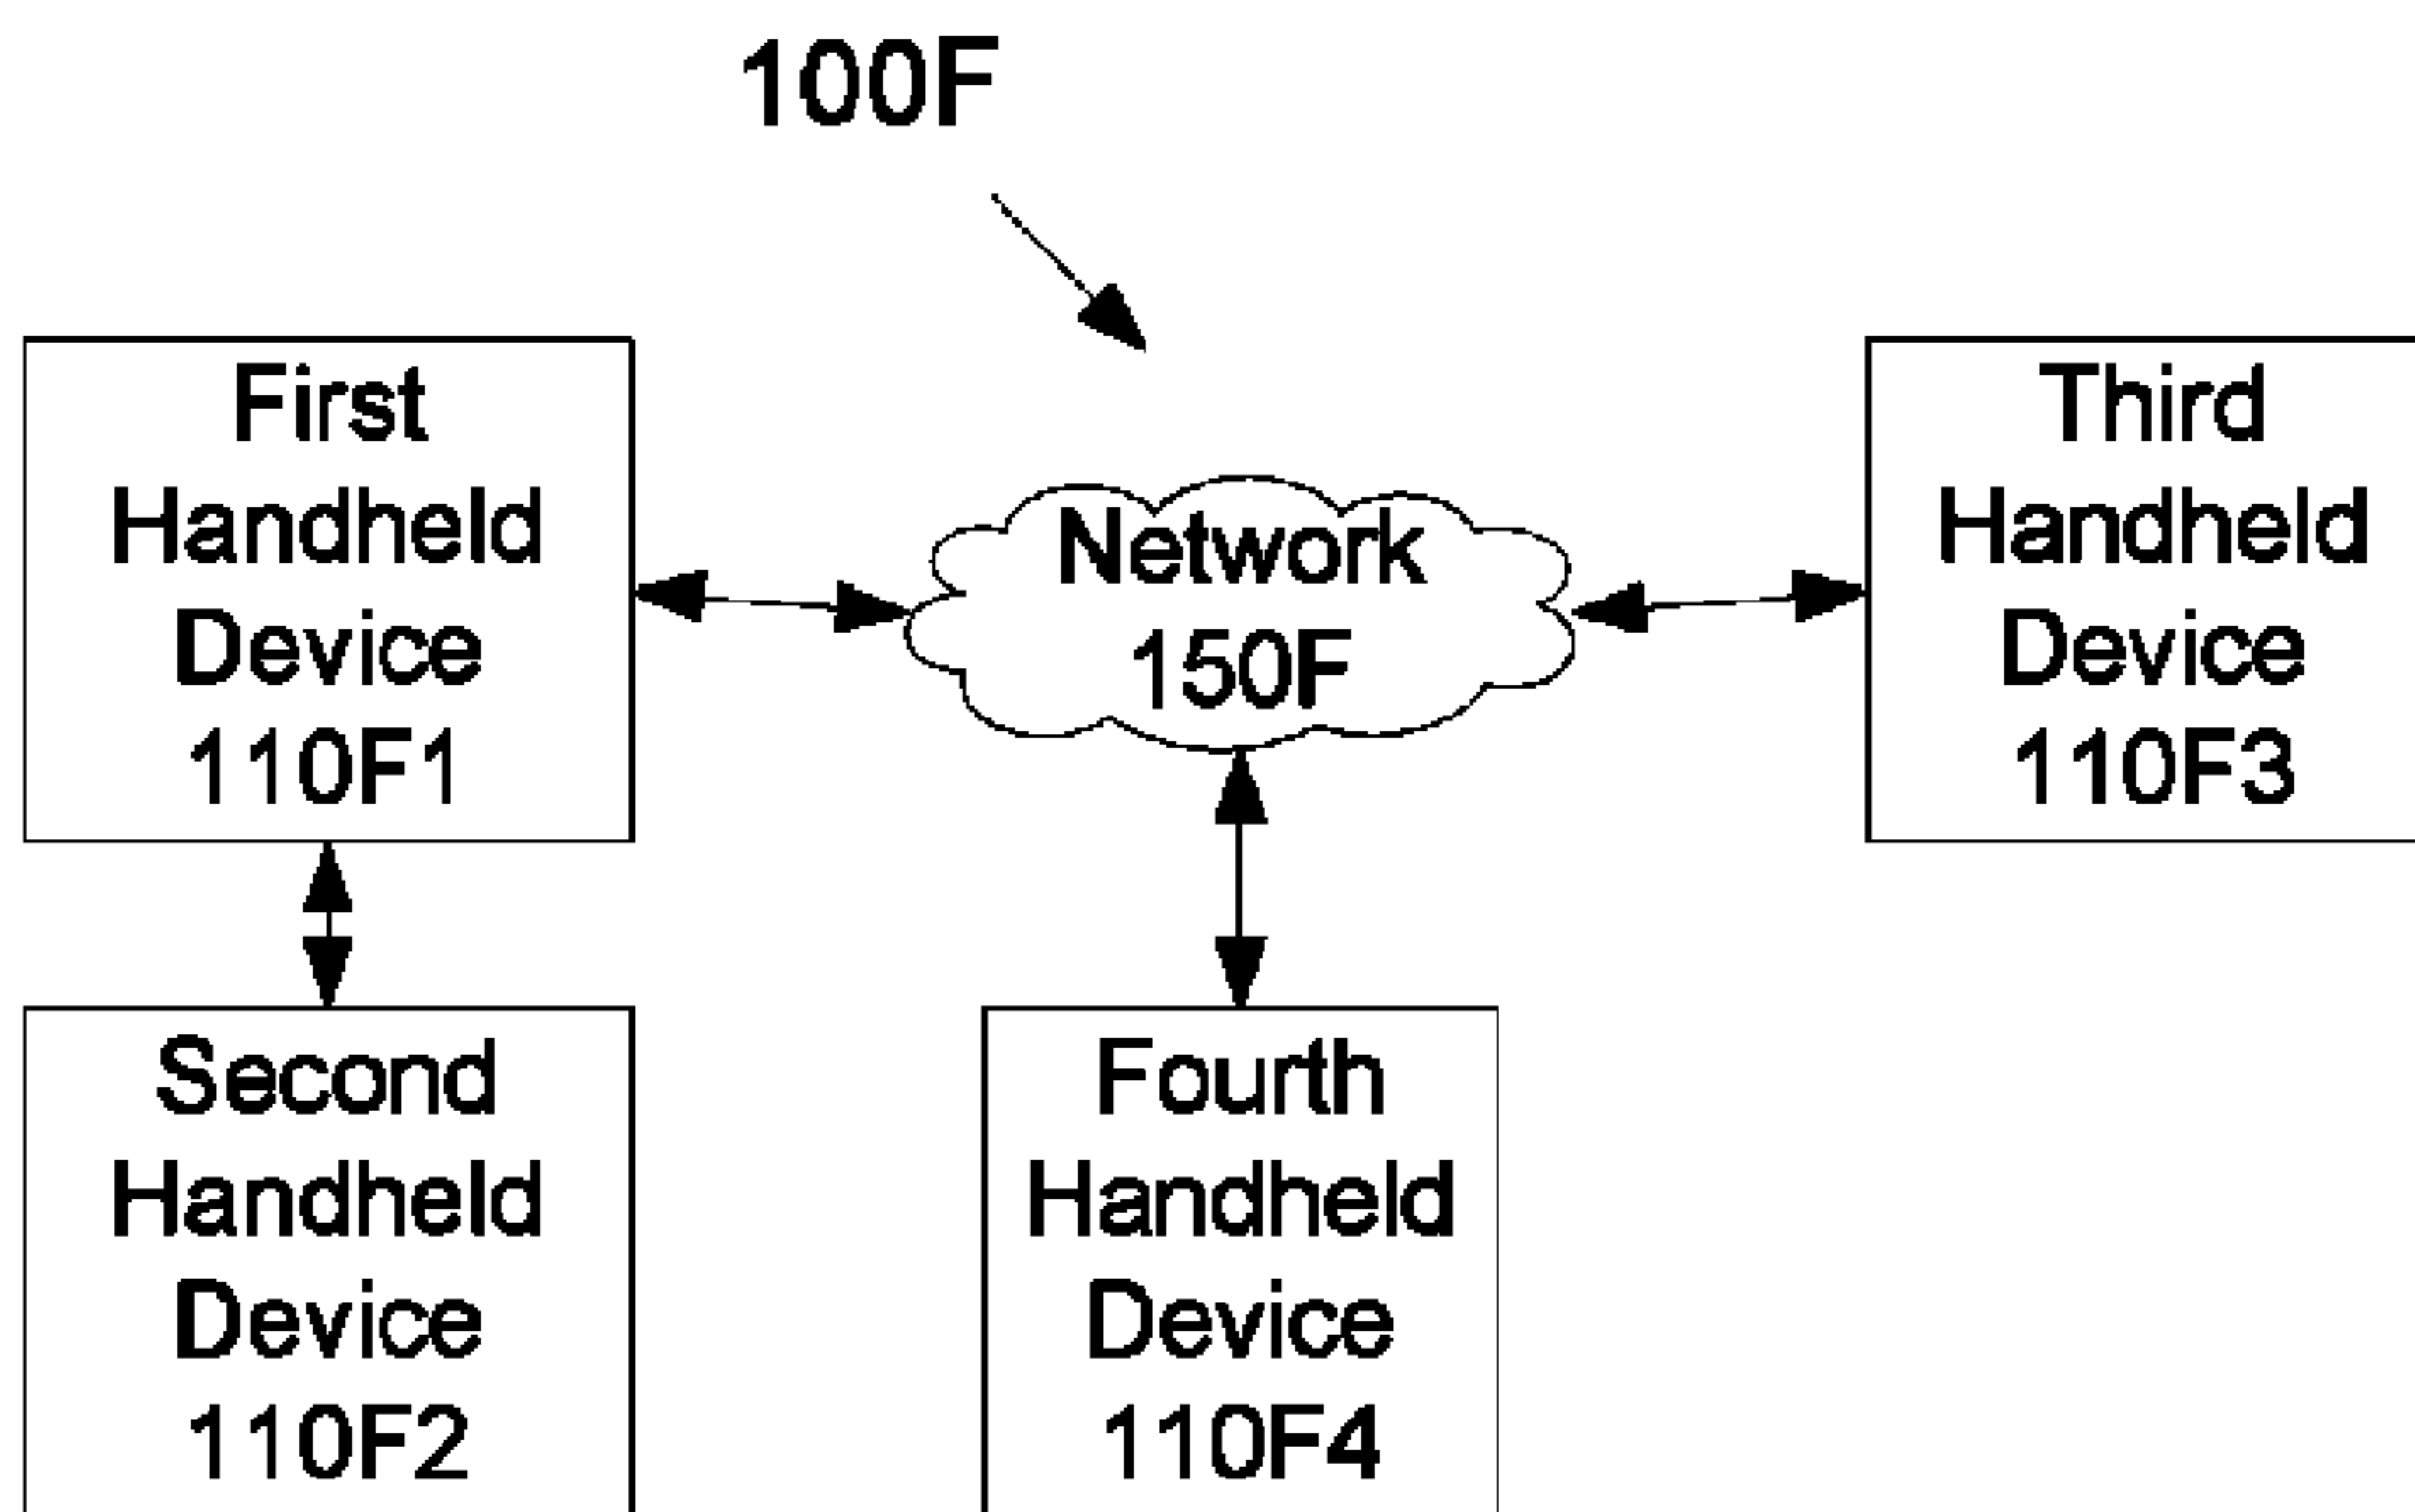 100F
First
Handheld
Device
110F1
Network
150F
Third
Handheld
Device
110F3
Second
Handheld
Device
110F2
Fourth
Handheld
Device
110F4